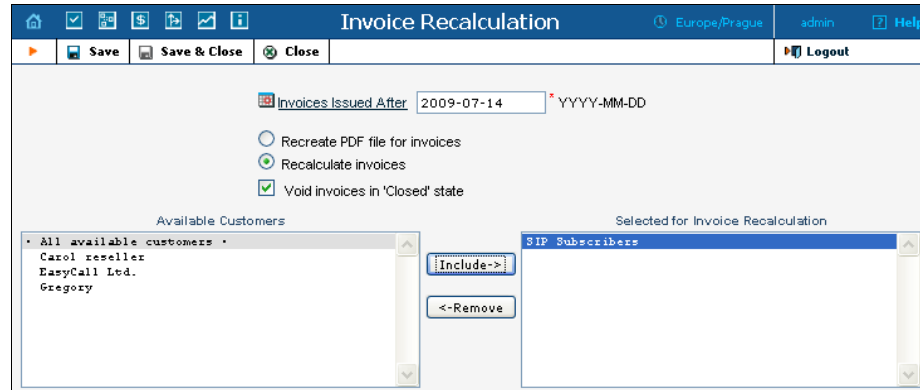 Invoice Recalculation
Europe/Prague
admin
Help
Save
Save & Close
Close
Logout
Invoices Issued After 2009-07-14 * YYYY-MM-DD
Recreate PDF file for invoices
Recalculate invoices
Void invoices in 'Closed' state
Available Customers
Selected for Invoice Recalculation
· All available customers ·
SIP Subscribers
Carol reseller
EasyCall Ltd.
Gregory
Include->
<-Remove